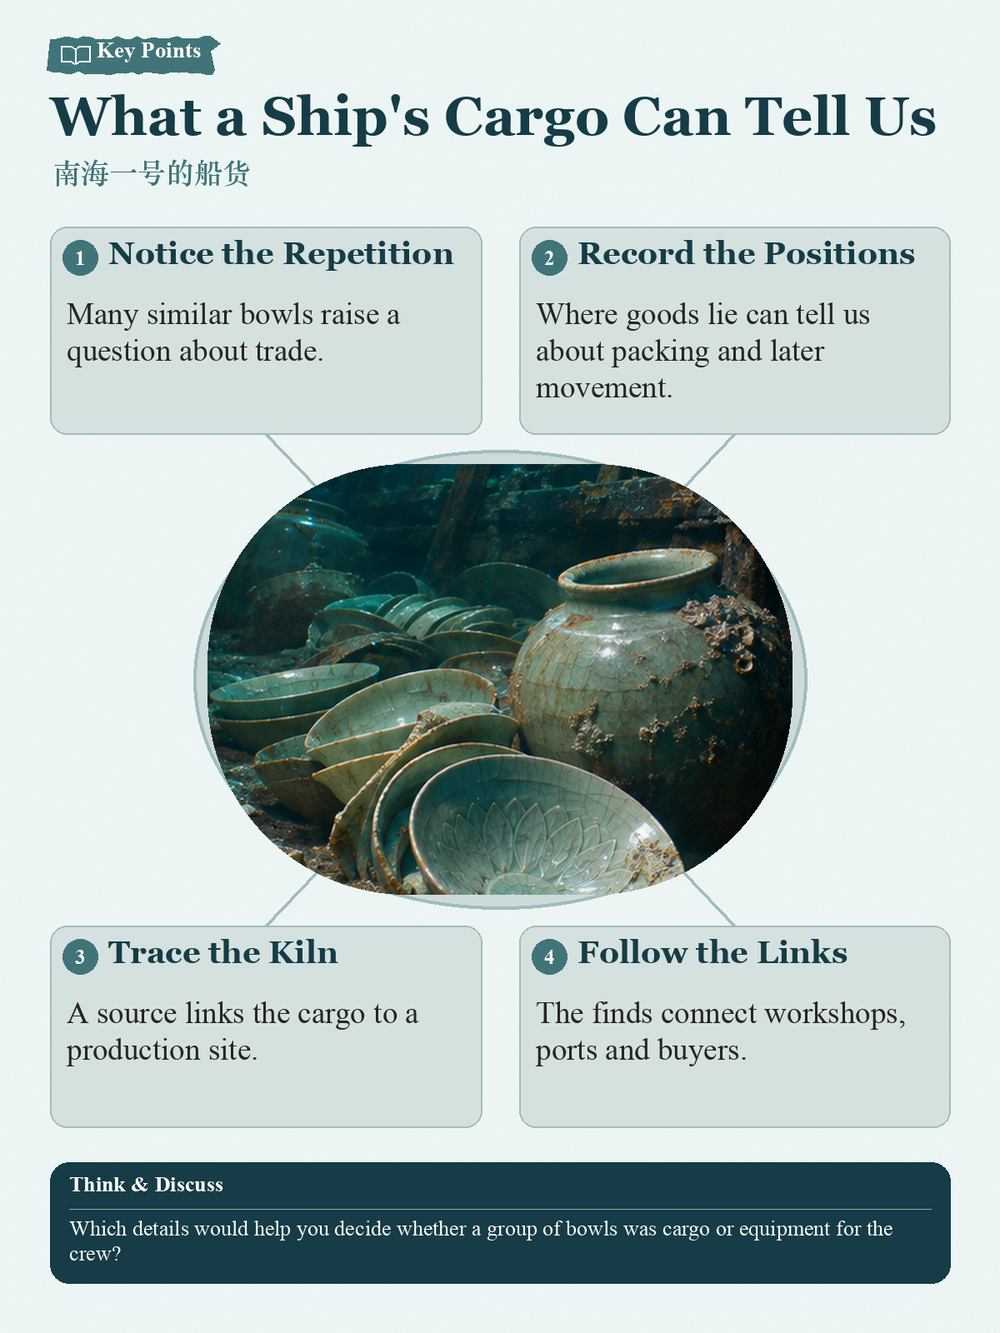 Key Points
What a Ship's Cargo Can Tell Us
南海一号的船货
1 Notice the Repetition
Many similar bowls raise a
question about trade.
2 Record the Positions
Where goods lie can tell us
about packing and later
movement.
3 Trace the Kiln
A source links the cargo to a
production site.
4 Follow the Links
The finds connect workshops,
ports and buyers.
Think & Discuss
Which details would help you decide whether a group of bowls was cargo or equipment for the
crew?